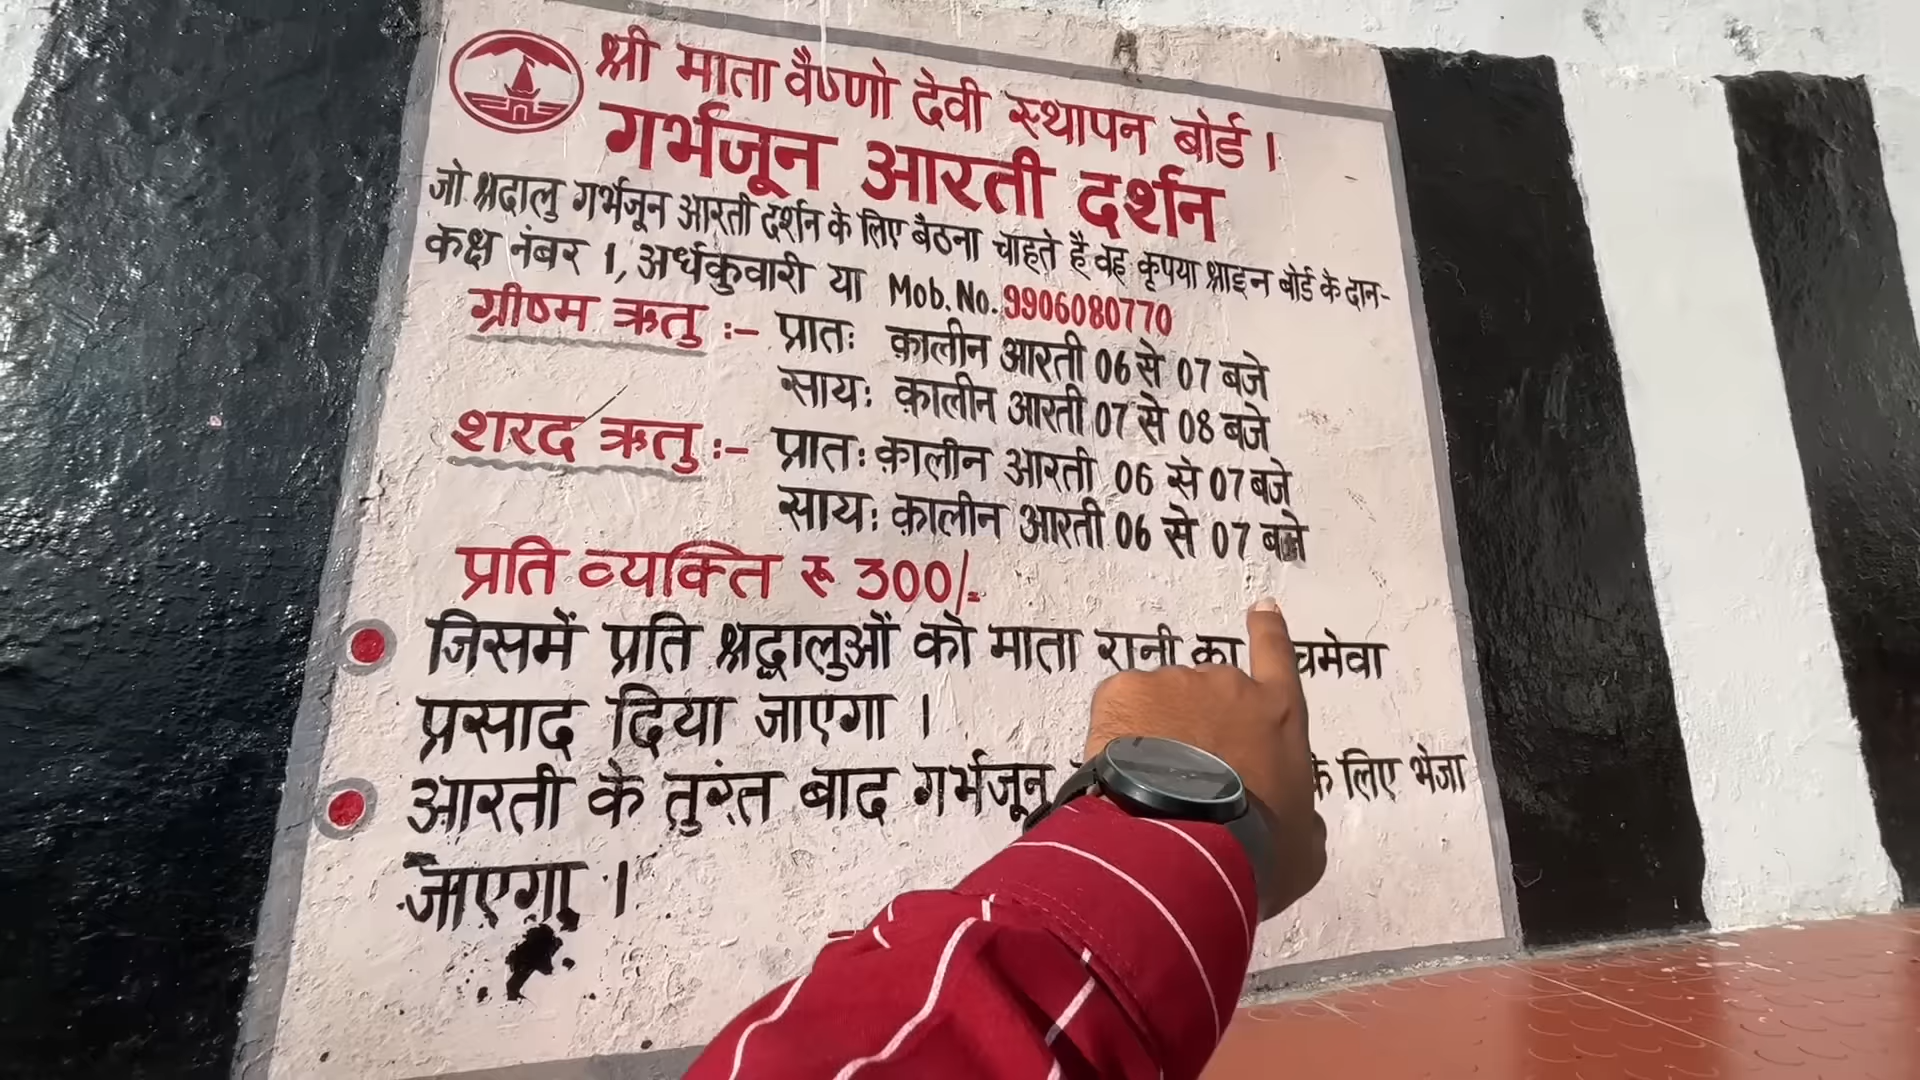 श्री माता वैष्णो देवी स्थापन बोर्ड ।
गर्भजून आरती दर्शन
जो श्रदालु गर्भजून आरती दर्शन के लिए बैठना चाहते है वह कृपया श्राइन बोर्ड के दान-
कक्ष नंबर 1, अर्धकुवारी या Mob. No. 9906080770
ग्रीष्म ऋतु :- प्रातः कालीन आरती 06 से 07 बजे
सायः कालीन आरती 07 से 08 बजे
शरद ऋतु :- प्रातः कालीन आरती 06 से 07 बजे
सायः कालीन आरती 06 से 07 बजे
प्रति व्यक्ति रू 300/-
जिसमें प्रति श्रद्धालुओं को माता रानी का चमेवा
प्रसाद दिया जाएगा ।
आरती के तुरंत बाद गर्भजून के लिए भेजा
जाएगा ।